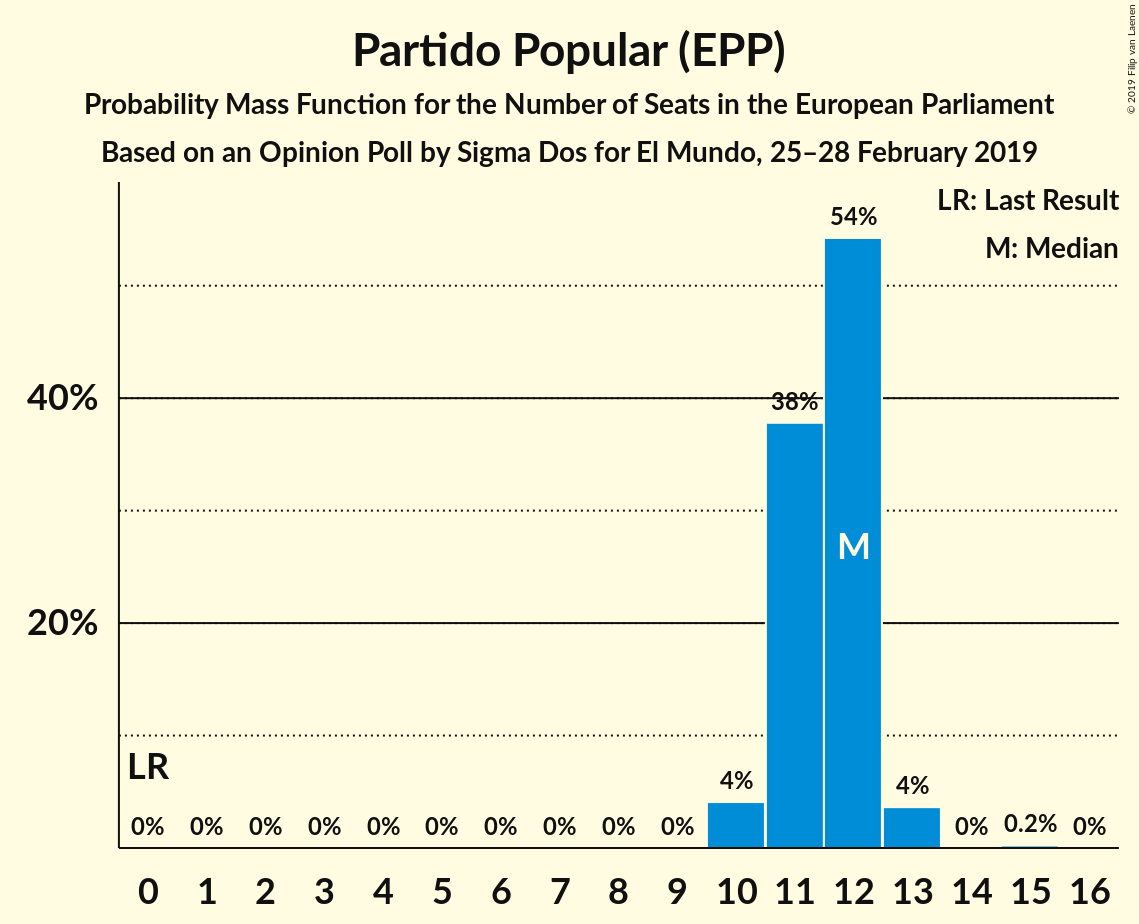 Partido Popular (EPP)
Probability Mass Function for the Number of Seats in the European Parliament
Based on an Opinion Poll by Sigma Dos for El Mundo, 25–28 February 2019
© 2019 Filip van Laenen
LR: Last Result
M: Median
54%
40%
38%
M
20%
LR
4%
4%
0% 0% 0% 0% 0% 0% 0% 0% 0% 0% 0% 0.2% 0%
0 1 2 3 4 5 6 7 8 9 10 11 12 13 14 15 16